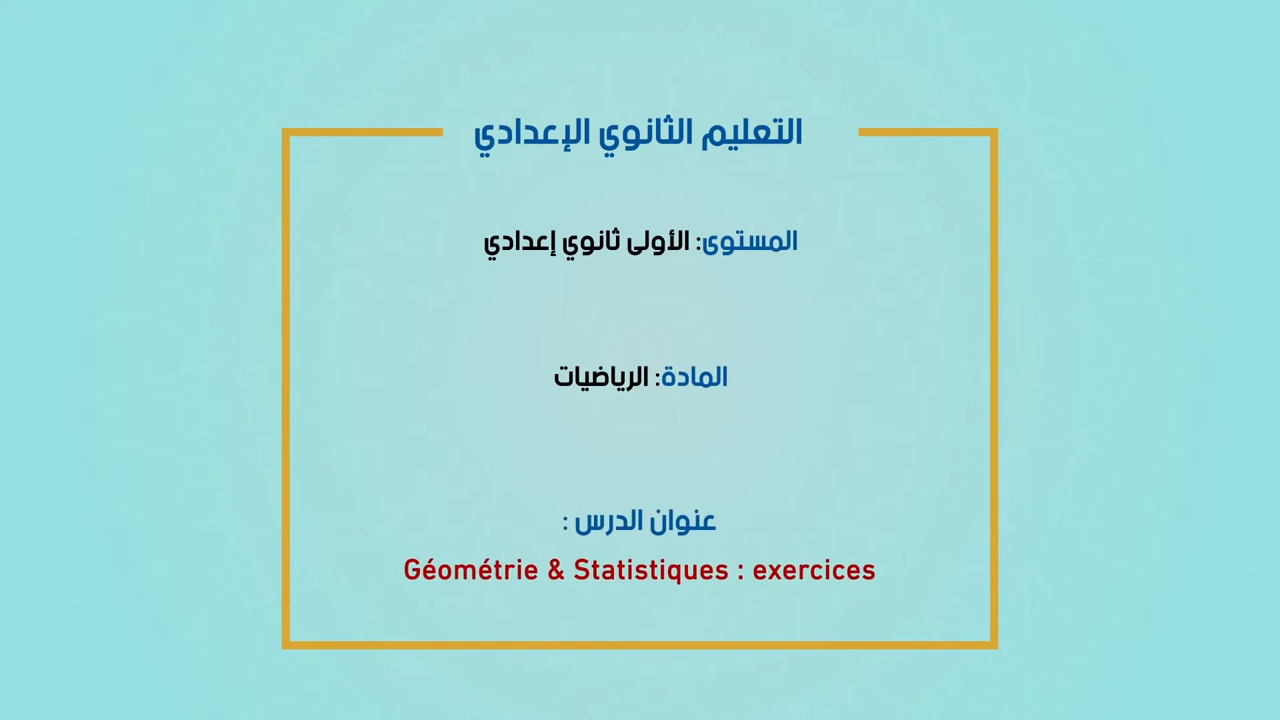 التعليم الثانوي الإعدادي
المستوى: الأولى ثانوي إعدادي
المادة: الرياضيات
عنوان الدرس :
Géométrie & Statistiques : exercices